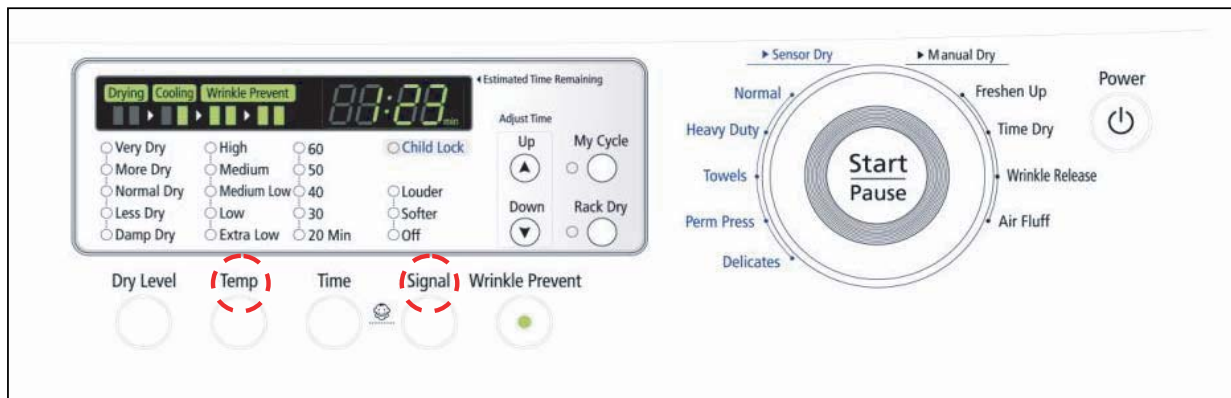 ▸ Sensor Dry
▸ Manual Dry
Drying Cooling Wrinkle Prevent
1:23 min
◂ Estimated Time Remaining
Very Dry
More Dry
Normal Dry
Less Dry
Damp Dry
High
Medium
Medium Low
Low
Extra Low
60
50
40
30
20 Min
Child Lock
Louder
Softer
Off
Adjust Time
Up
Down
My Cycle
Rack Dry
Dry Level
Temp
Time
Signal
Wrinkle Prevent
Normal
Heavy Duty
Towels
Perm Press
Delicates
Start
Pause
Freshen Up
Time Dry
Wrinkle Release
Air Fluff
Power